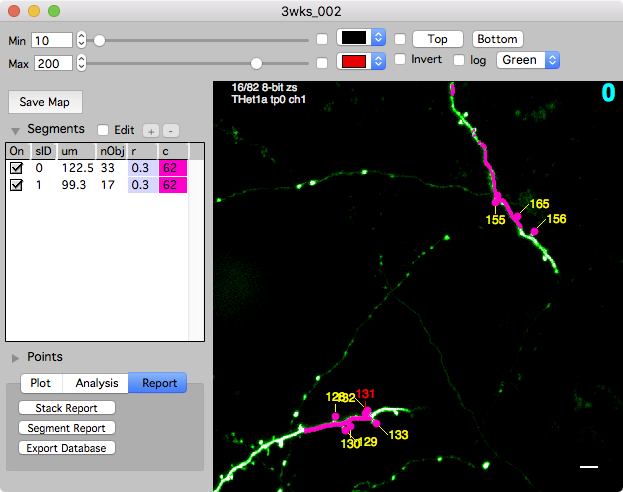 3wks_002
Min 10
Max 200
Top Bottom
Invert log Green
Save Map
Segments Edit + -
On sID um nObj r c
0 122.5 33 0.3 62
1 99.3 17 0.3 62
Points
Plot Analysis Report
Stack Report
Segment Report
Export Database
16/82 8-bit zs
THet1a tp0 ch1
0
165
155 156
131
132
133
130 129